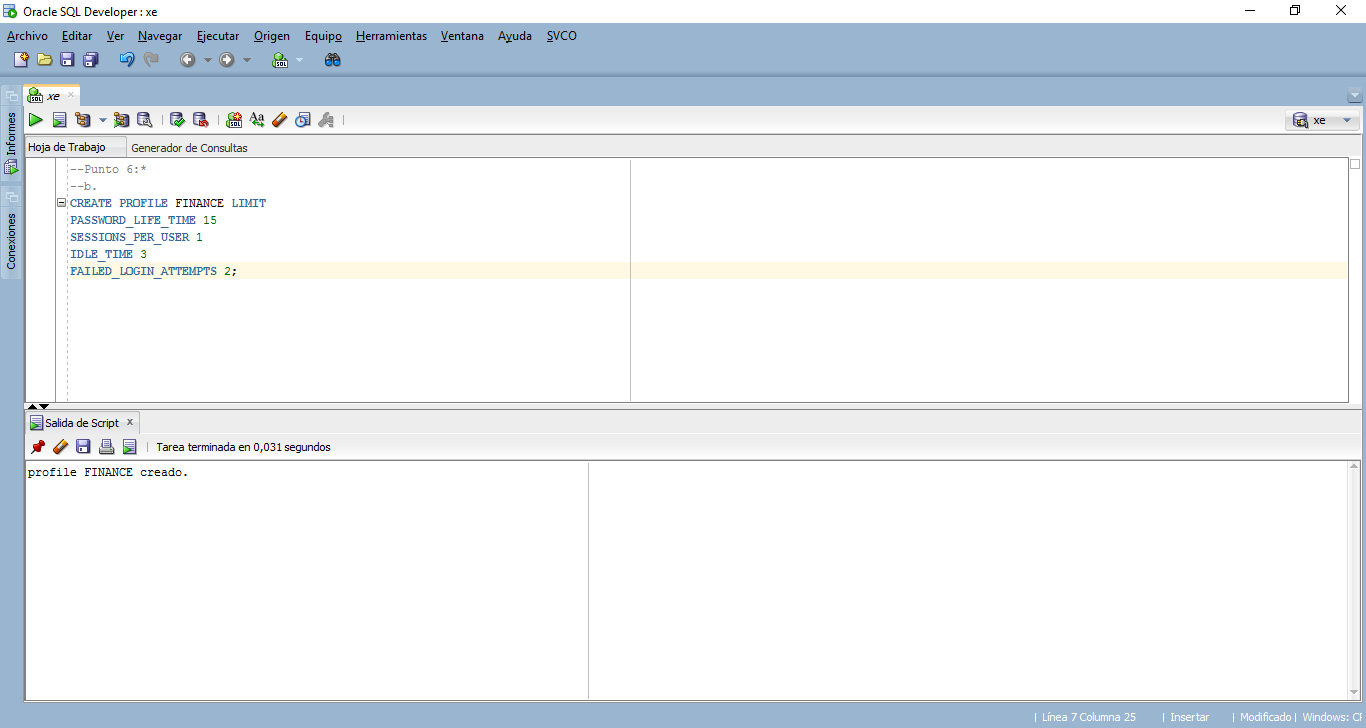 Oracle SQL Developer : xe
Archivo Editar Ver Navegar Ejecutar Origen Equipo Herramientas Ventana Ayuda SVCO
xe
xe
Informes
Conexiones
Hoja de Trabajo Generador de Consultas
--Punto 6:*
--b.
CREATE PROFILE FINANCE LIMIT
PASSWORD_LIFE_TIME 15
SESSIONS_PER_USER 1
IDLE_TIME 3
FAILED_LOGIN_ATTEMPTS 2;
Salida de Script x
Tarea terminada en 0,031 segundos
profile FINANCE creado.
| Línea 7 Columna 25 | Insertar | Modificado | Windows: CF